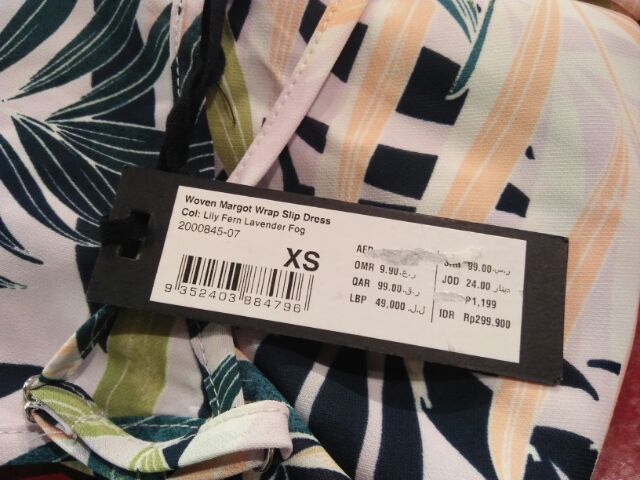 Woven Margot Wrap Slip Dress
Col: Lily Fern Lavender Fog
2000845-07
XS
9 352403 884796
AED
OMR 9.90 ر.ع.
QAR 99.00 ر.ق.
LBP 49,000 ل.ل.
99.00 ر.س.
JOD 24.00 دينار
₱1,199
IDR Rp299,900